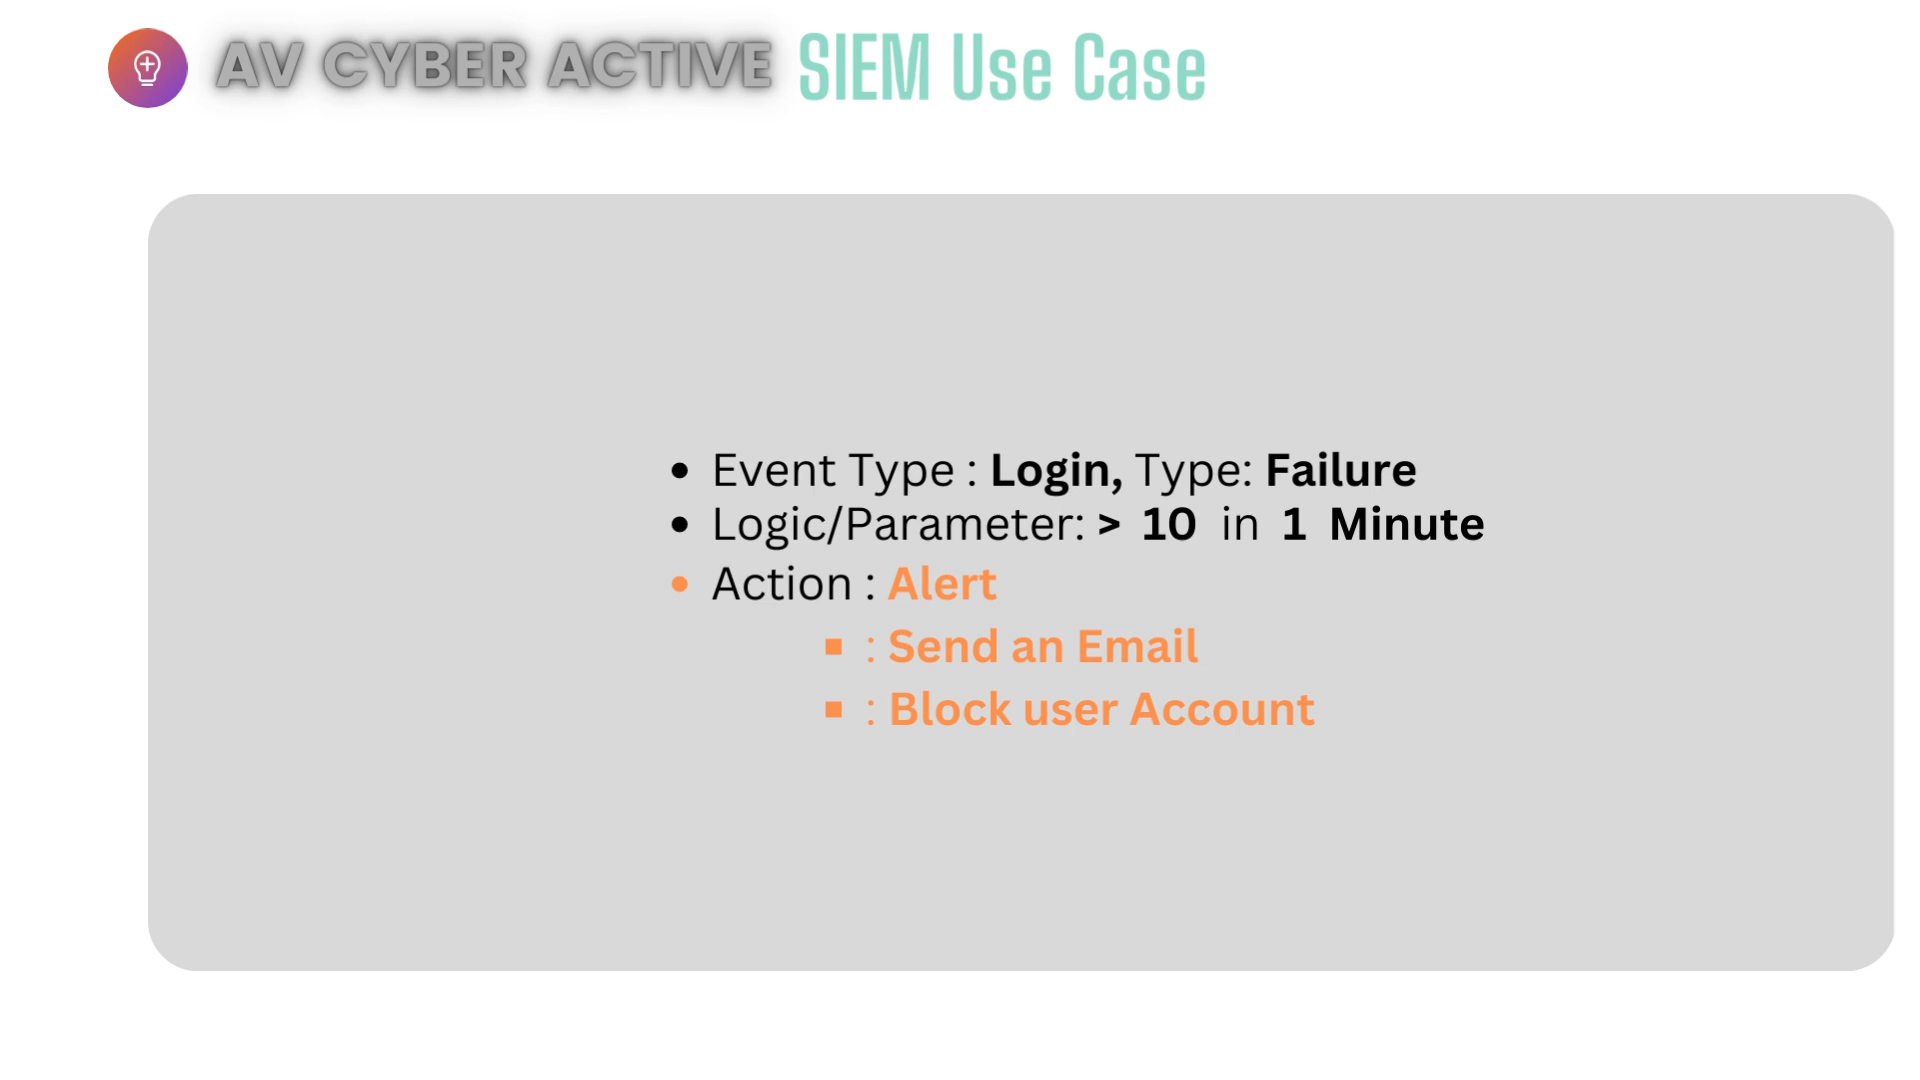 AV CYBER ACTIVE SIEM Use Case
• Event Type : Login, Type: Failure
• Logic/Parameter: > 10 in 1 Minute
• Action : Alert
▪ : Send an Email
▪ : Block user Account